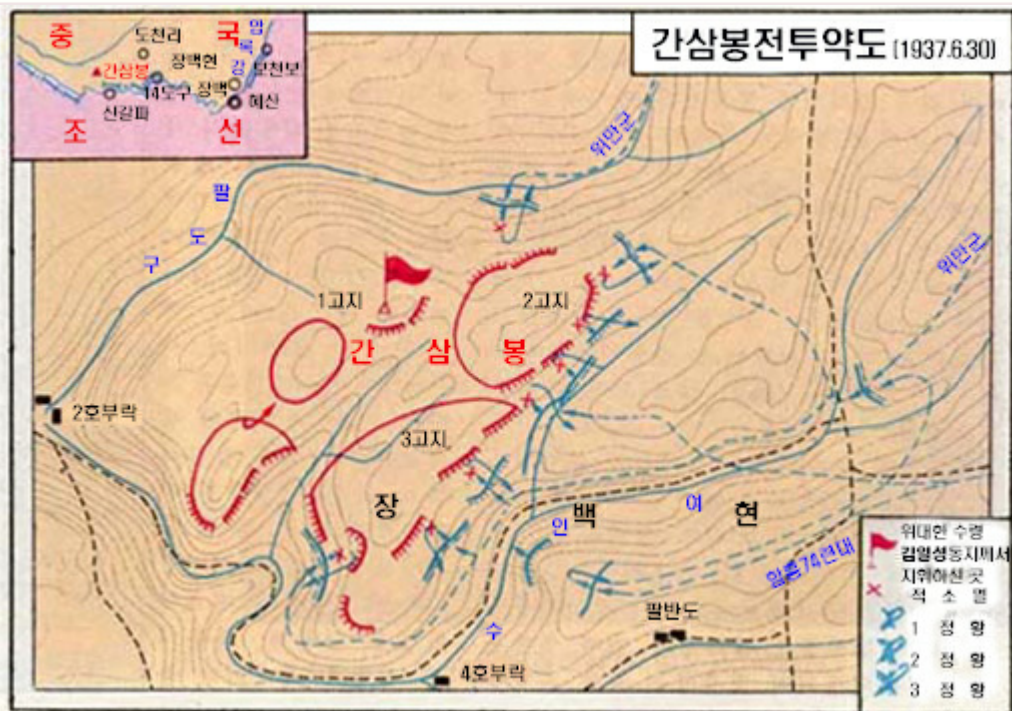 간삼봉전투약도 (1937.6.30)
중 국
도천리
간삼봉
장백현
14도구
장백
보천보
신갈파
혜산
압록강
조 선
위만군
위만군
팔도구
1고지
2고지
간 삼 봉
2호부락
3고지
장 백 현
인
수
팔반도
4호부락
함흥74련대
위대한 수령
김일성동지께서
지휘하신 곳
적 소 멸
1 정 황
2 정 황
3 정 황